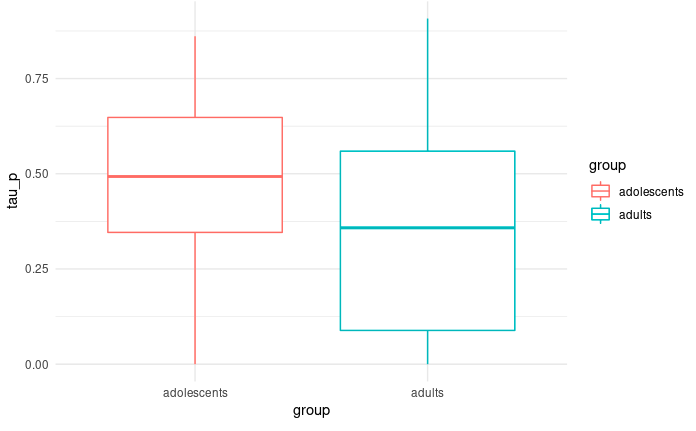 0.75
0.50
0.25
0.00
tau_p
adolescents
adults
group
group
adolescents
adults